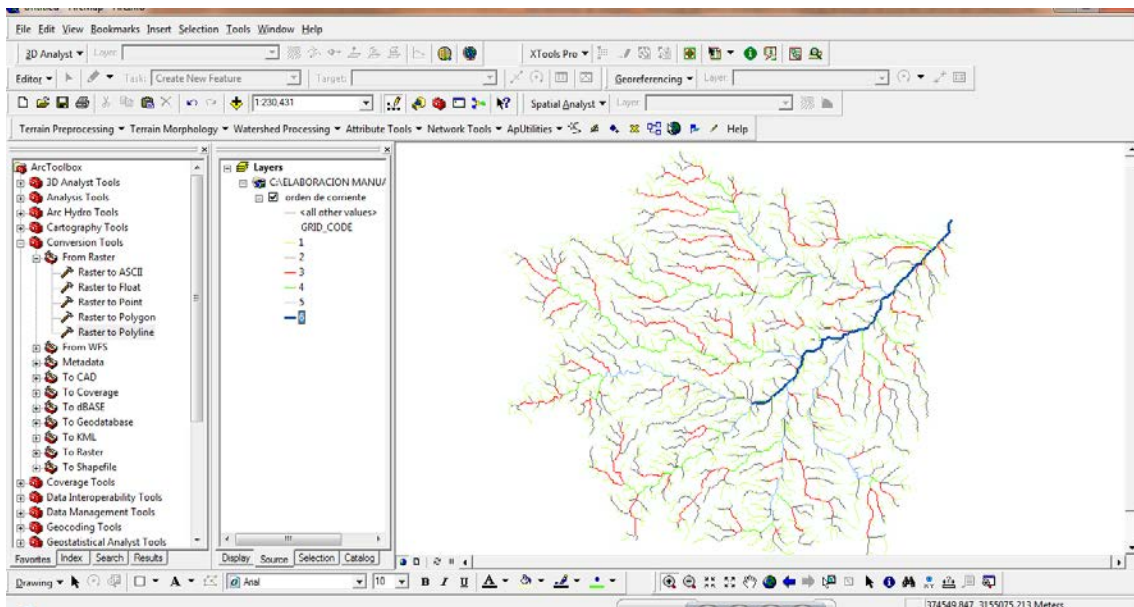 File Edit View Bookmarks Insert Selection Tools Window Help
3D Analyst Layer: XTools Pro
Editor Task: Create New Feature Target: Georeferencing Layer:
1:230,431 Spatial Analyst Layer:
Terrain Preprocessing Terrain Morphology Watershed Processing Attribute Tools Network Tools ApUtilities Help
ArcToolbox
3D Analyst Tools
Analysis Tools
Arc Hydro Tools
Cartography Tools
Conversion Tools
From Raster
Raster to ASCII
Raster to Float
Raster to Point
Raster to Polygon
Raster to Polyline
From WFS
Metadata
To CAD
To Coverage
To dBASE
To Geodatabase
To KML
To Raster
To Shapefile
Coverage Tools
Data Interoperability Tools
Data Management Tools
Geocoding Tools
Geostatistical Analyst Tools
Favorites Index Search Results
Layers
C:\ELABORACION MANUA
orden de corriente
<all other values>
GRID_CODE
1
2
3
4
5
6
Display Source Selection Catalog
Drawing A Arial 10 B I U A
374549.847 3155075.213 Meters